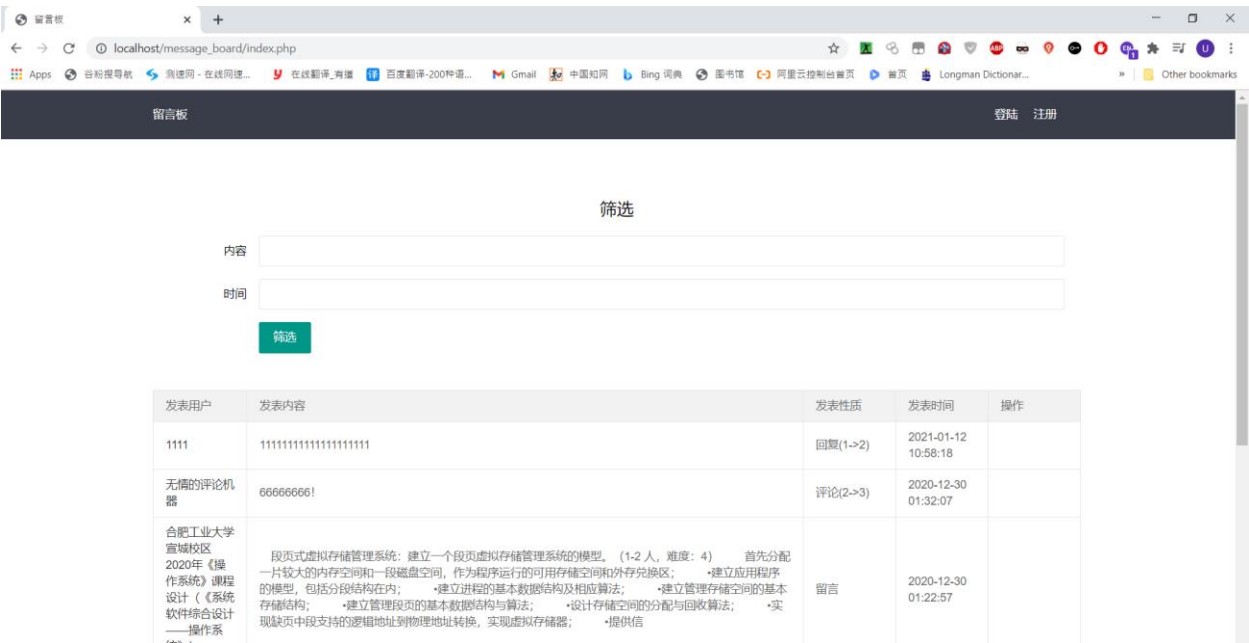 留言板
localhost/message_board/index.php
Apps 谷粉搜导航 测速网 - 在线网速... 在线翻译_有道 百度翻译-200种语... Gmail 中国知网 Bing 词典 图书馆 阿里云控制台首页 首页 Longman Dictionar... » Other bookmarks
留言板 登陆 注册
筛选
内容
时间
筛选
发表用户 发表内容 发表性质 发表时间 操作
1111 11111111111111111111 回复(1->2) 2021-01-12
10:58:18
无情的评论机 66666666! 评论(2->3) 2020-12-30
器 01:32:07
合肥工业大学
宣城校区
2020年《操
作系统》课程
设计(《系统
软件综合设计
——操作系
段页式虚拟存储管理系统:建立一个段页虚拟存储管理系统的模型。(1-2 人,难度:4) 首先分配
一片较大的内存空间和一段磁盘空间,作为程序运行的可用存储空间和外存兑换区; •建立应用程序
的模型,包括分段结构在内; •建立进程的基本数据结构及相应算法; •建立管理存储空间的基本
存储结构; •建立管理段页的基本数据结构与算法; •设计存储空间的分配与回收算法; •实
现缺页中段支持的逻辑地址到物理地址转换,实现虚拟存储器; •提供信
留言
2020-12-30
01:22:57